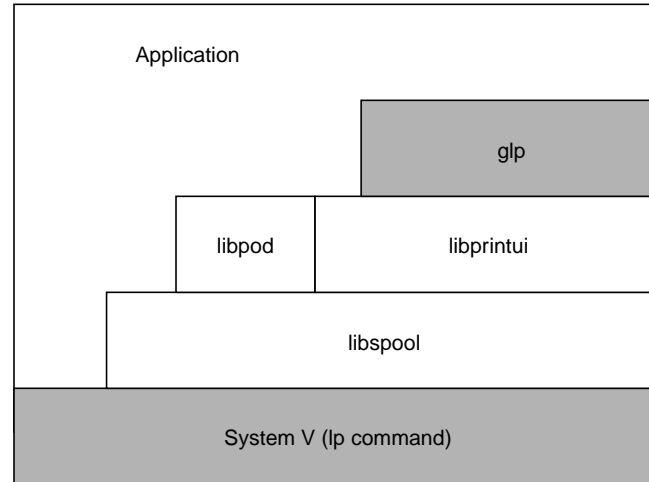 Application
glp
libpod
libprintui
libspool
System V (lp command)